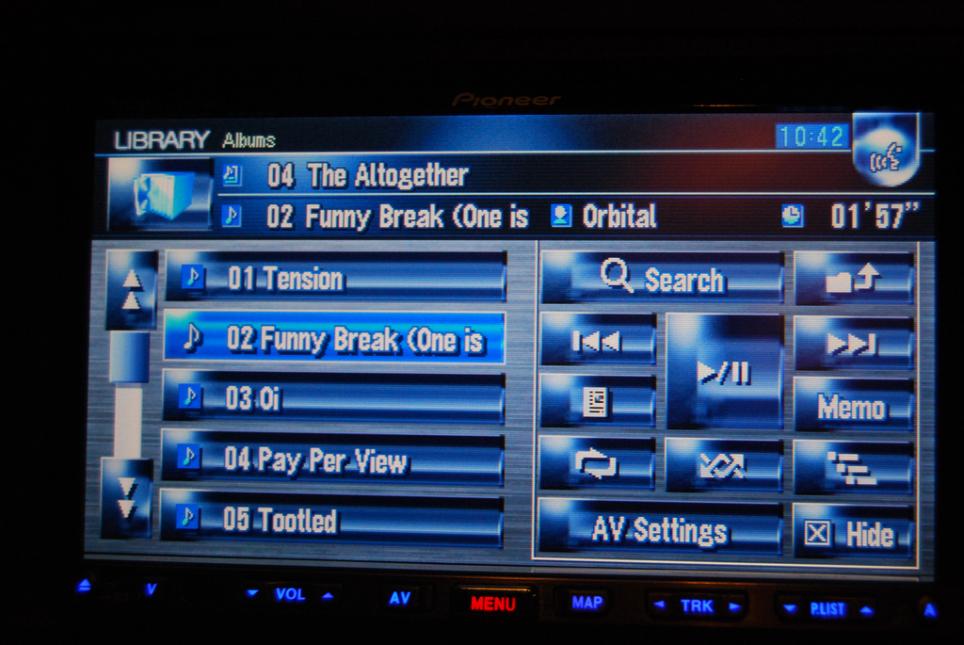 Pioneer
LIBRARY Albums 10:42
04 The Altogether
02 Funny Break (One is Orbital 01'57"
01 Tension
02 Funny Break (One is
03 Oi
04 Pay Per View
05 Tootled
Search
Memo
AV Settings
Hide
V VOL AV MENU MAP TRK P.LIST A